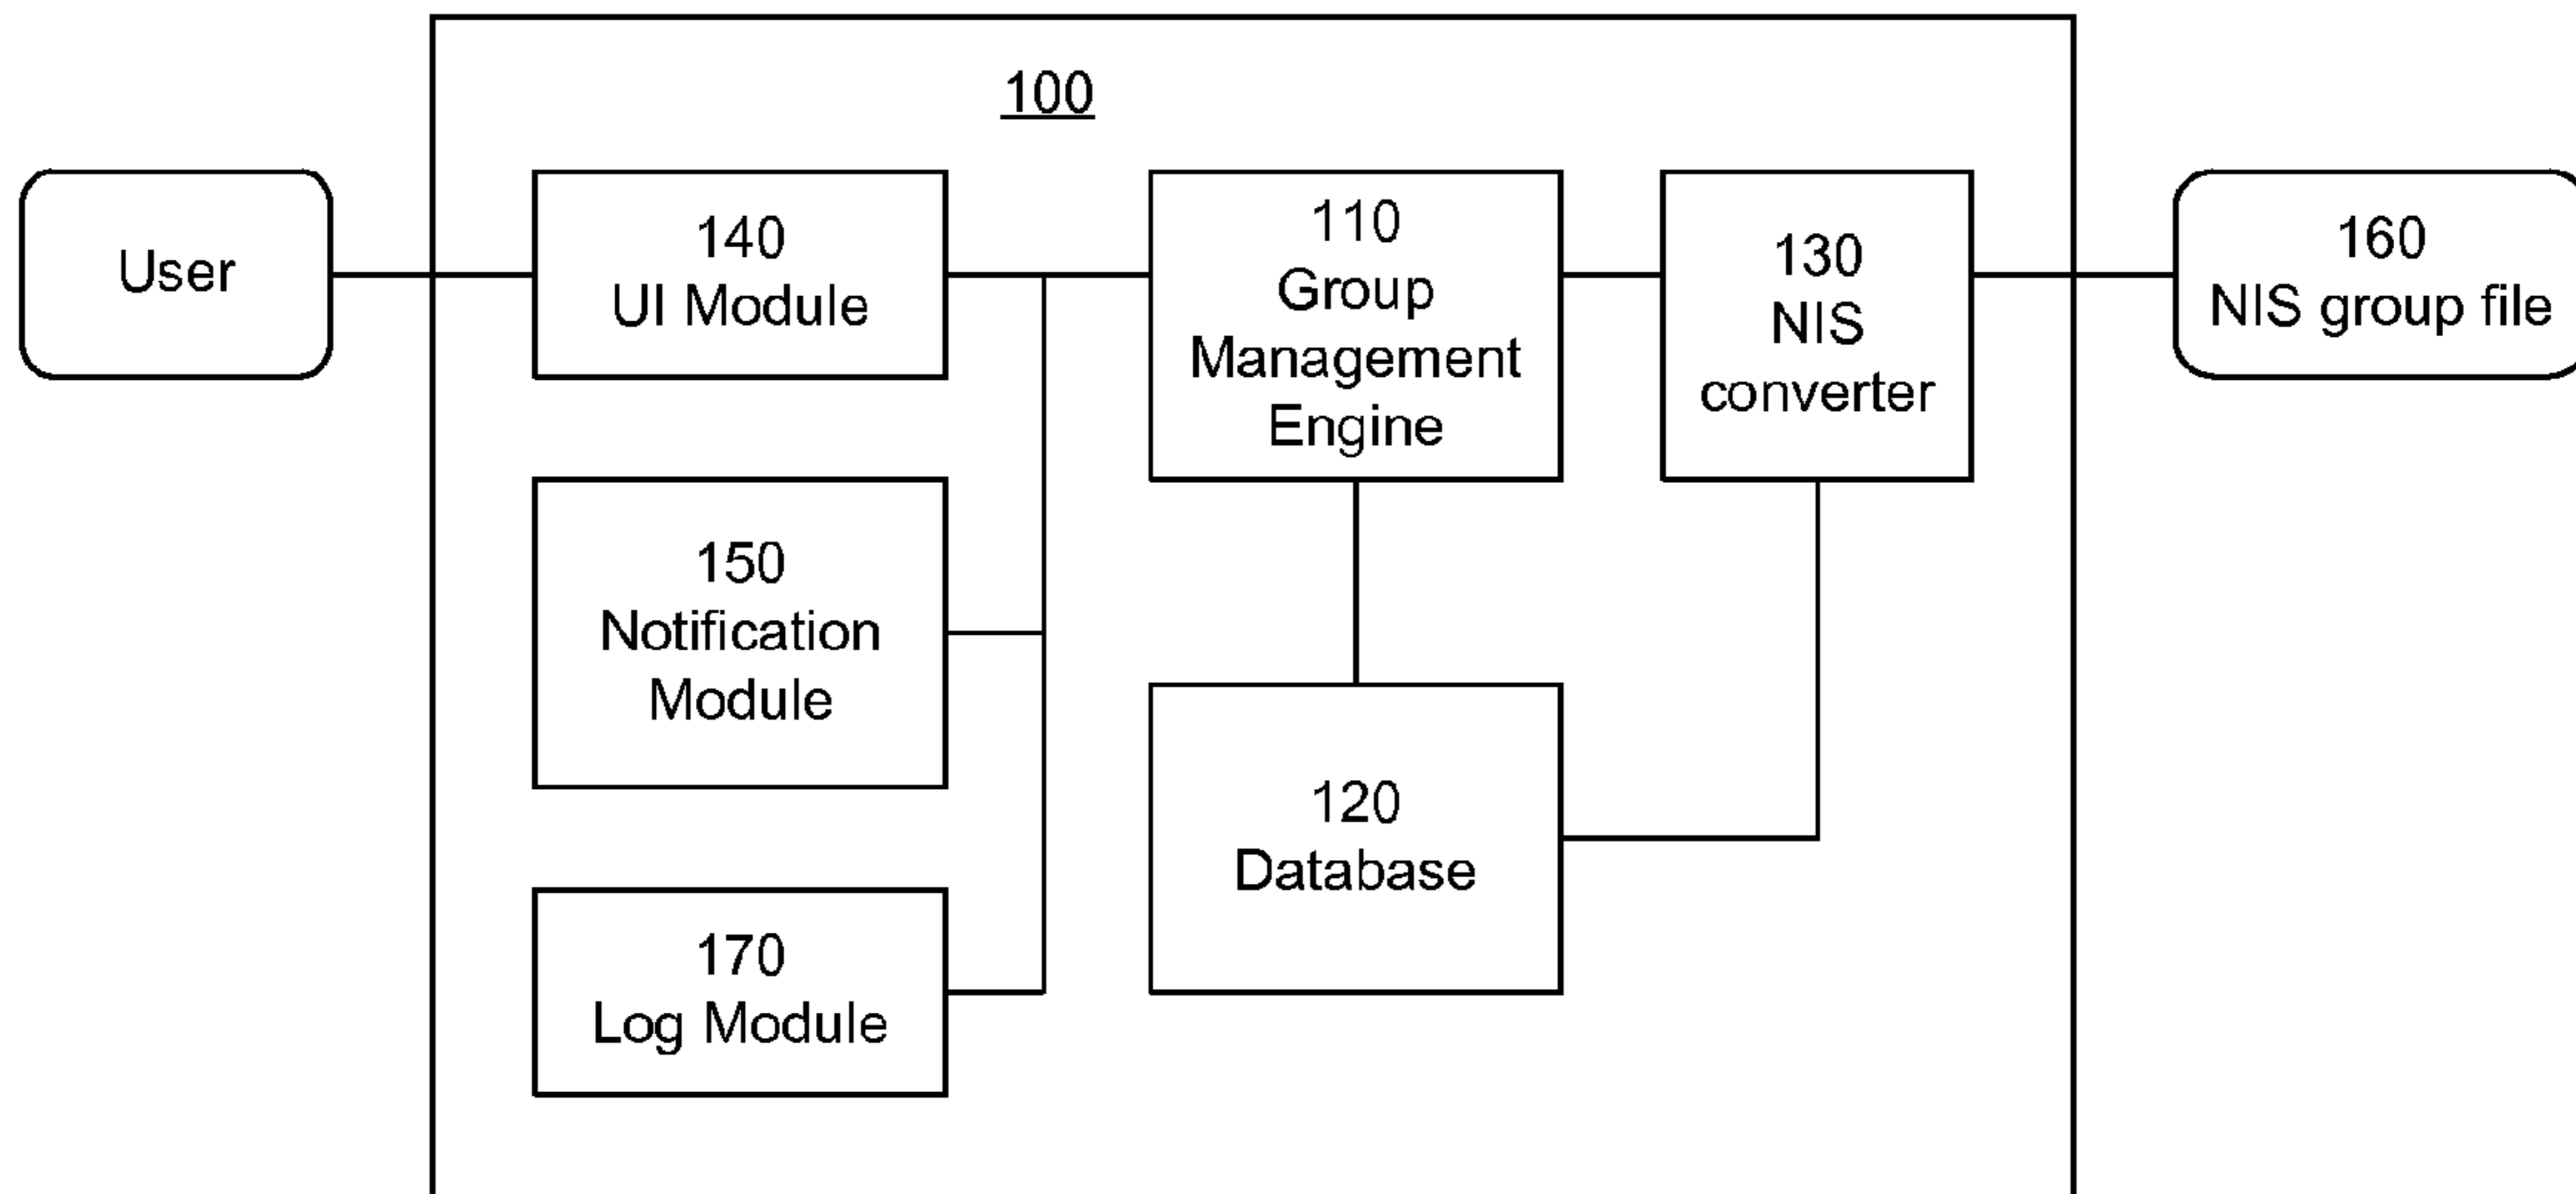 100
User
140
UI Module
110
Group
Management
Engine
130
NIS
converter
160
NIS group file
150
Notification
Module
120
Database
170
Log Module